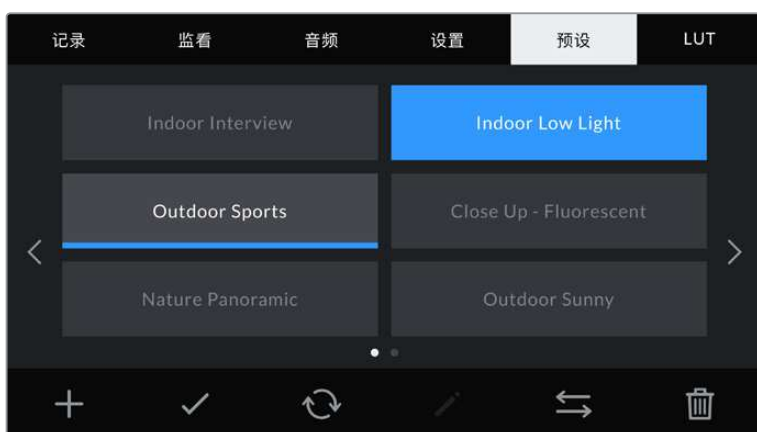 记录 监看 音频 设置 预设 LUT
Indoor Interview Indoor Low Light
Outdoor Sports Close Up - Fluorescent
Nature Panoramic Outdoor Sunny